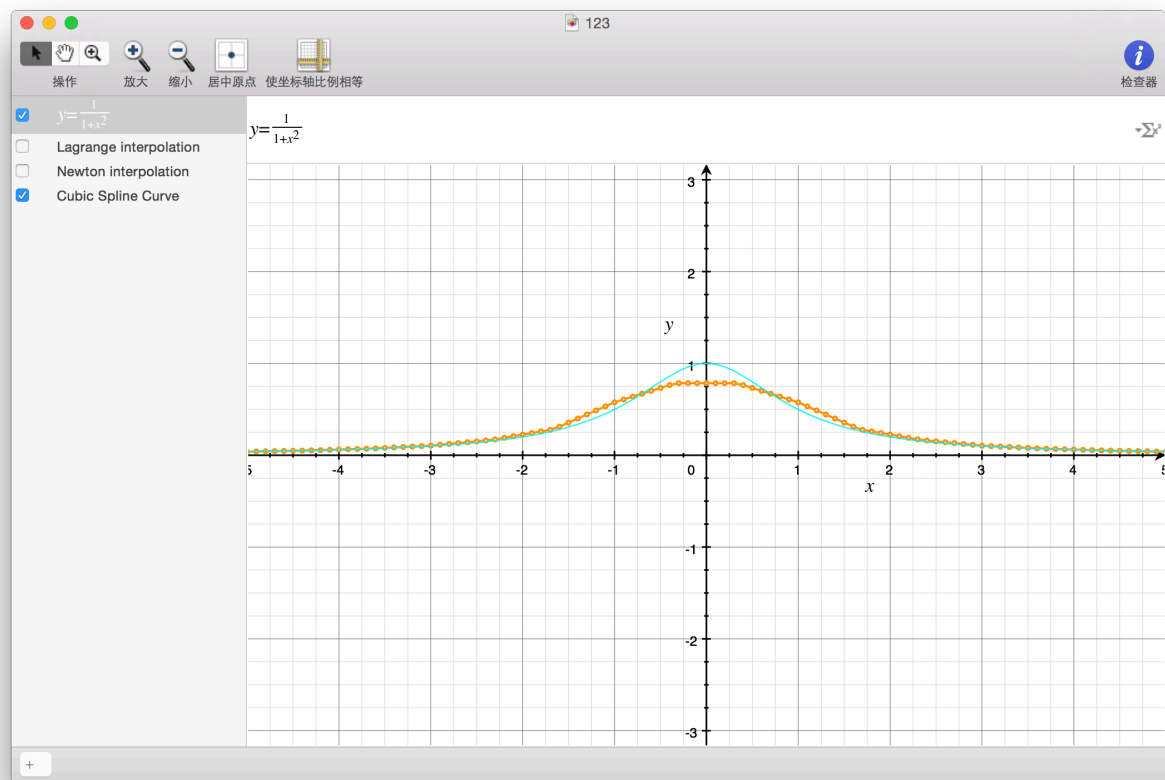 123
操作
放大
缩小
居中原点
使坐标轴比例相等
检查器
y=1/(1+x²)
Lagrange interpolation
Newton interpolation
Cubic Spline Curve
y=1/(1+x²)
Σx²
3
2
y
1
5 -4 -3 -2 -1 0 1 2 3 4 5
x
-1
-2
-3
+